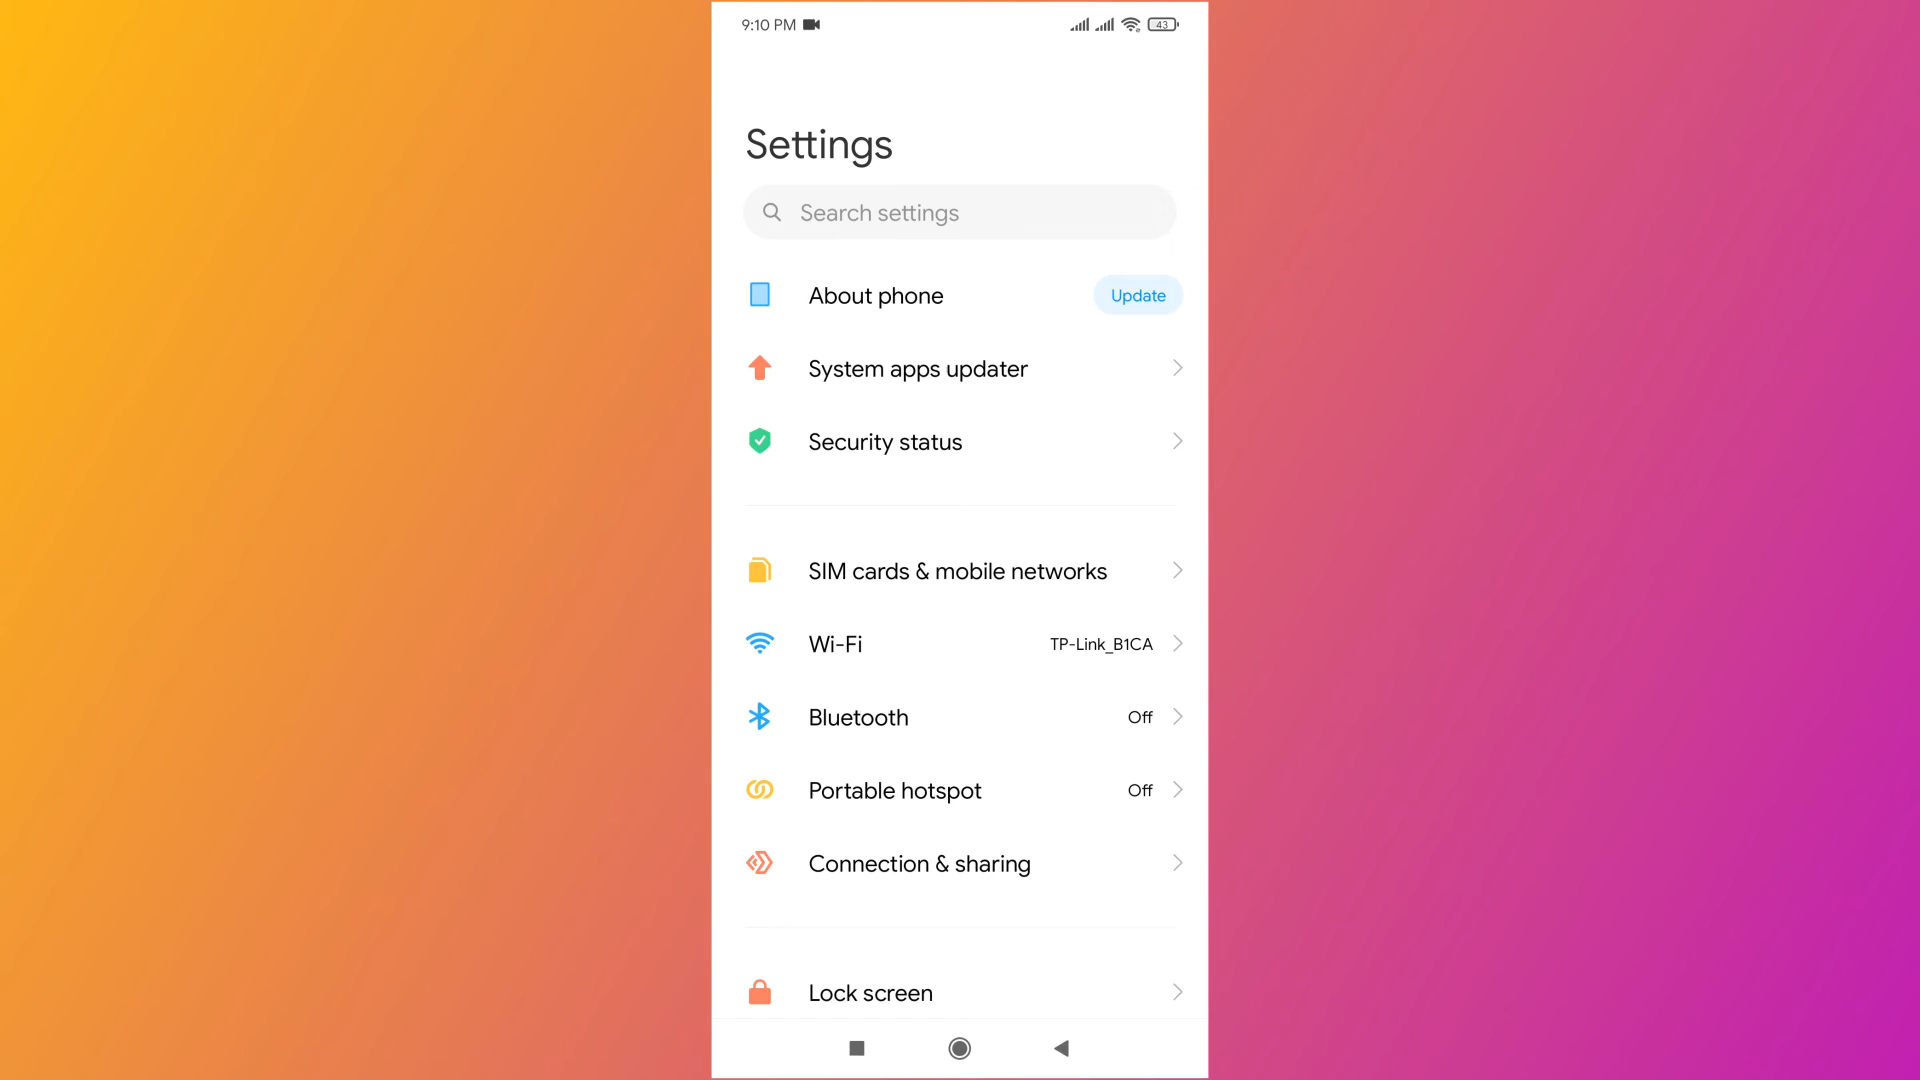 9:10 PM 43
Settings
Search settings
About phone Update
System apps updater
Security status
SIM cards & mobile networks
Wi-Fi TP-Link_B1CA
Bluetooth Off
Portable hotspot Off
Connection & sharing
Lock screen